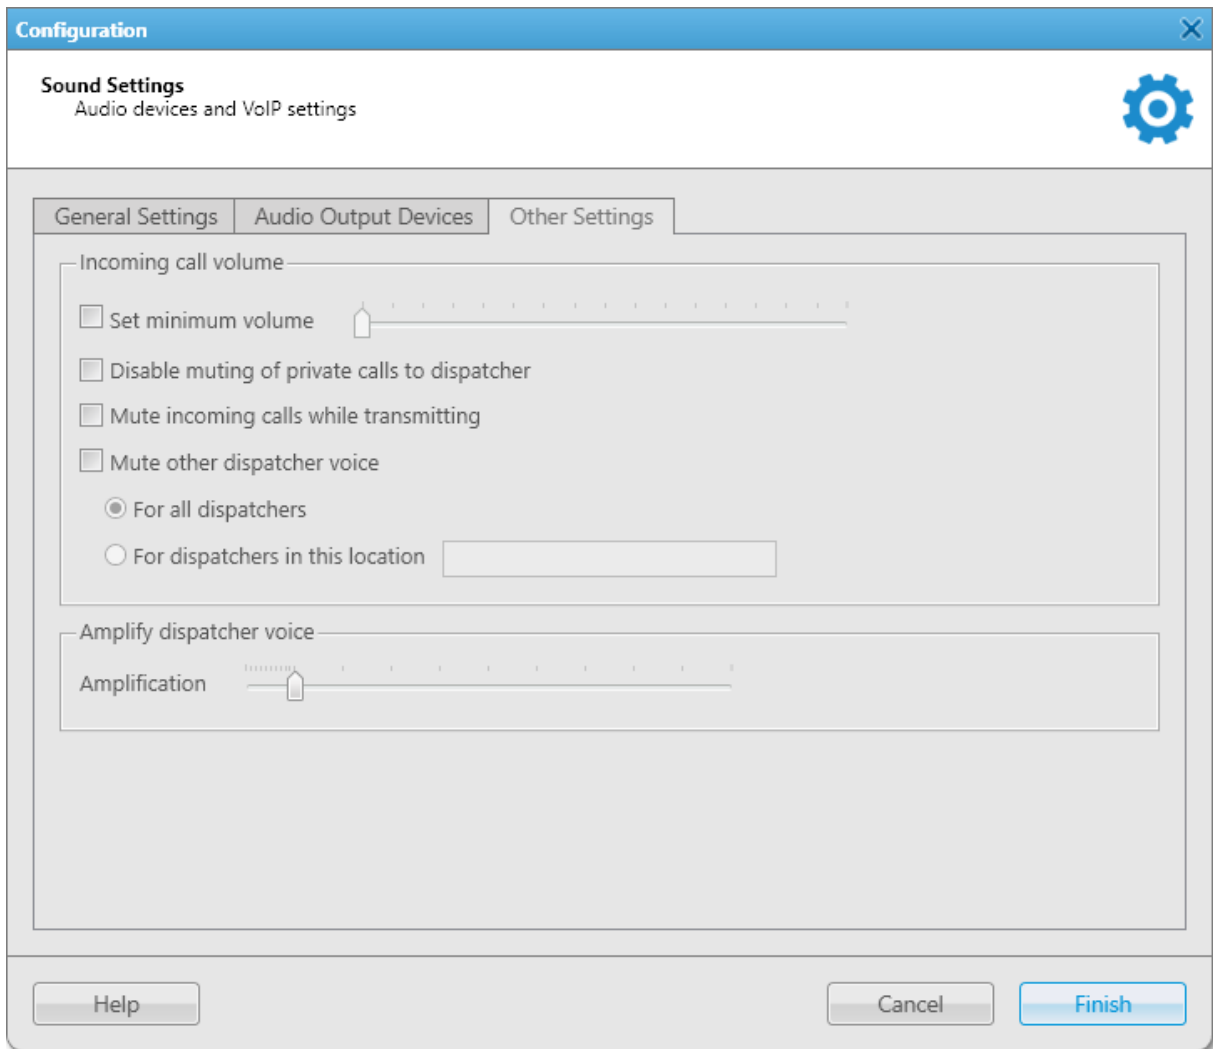 Configuration
Sound Settings
Audio devices and VoIP settings
General Settings Audio Output Devices Other Settings
Incoming call volume
Set minimum volume
Disable muting of private calls to dispatcher
Mute incoming calls while transmitting
Mute other dispatcher voice
For all dispatchers
For dispatchers in this location
Amplify dispatcher voice
Amplification
Help Cancel Finish